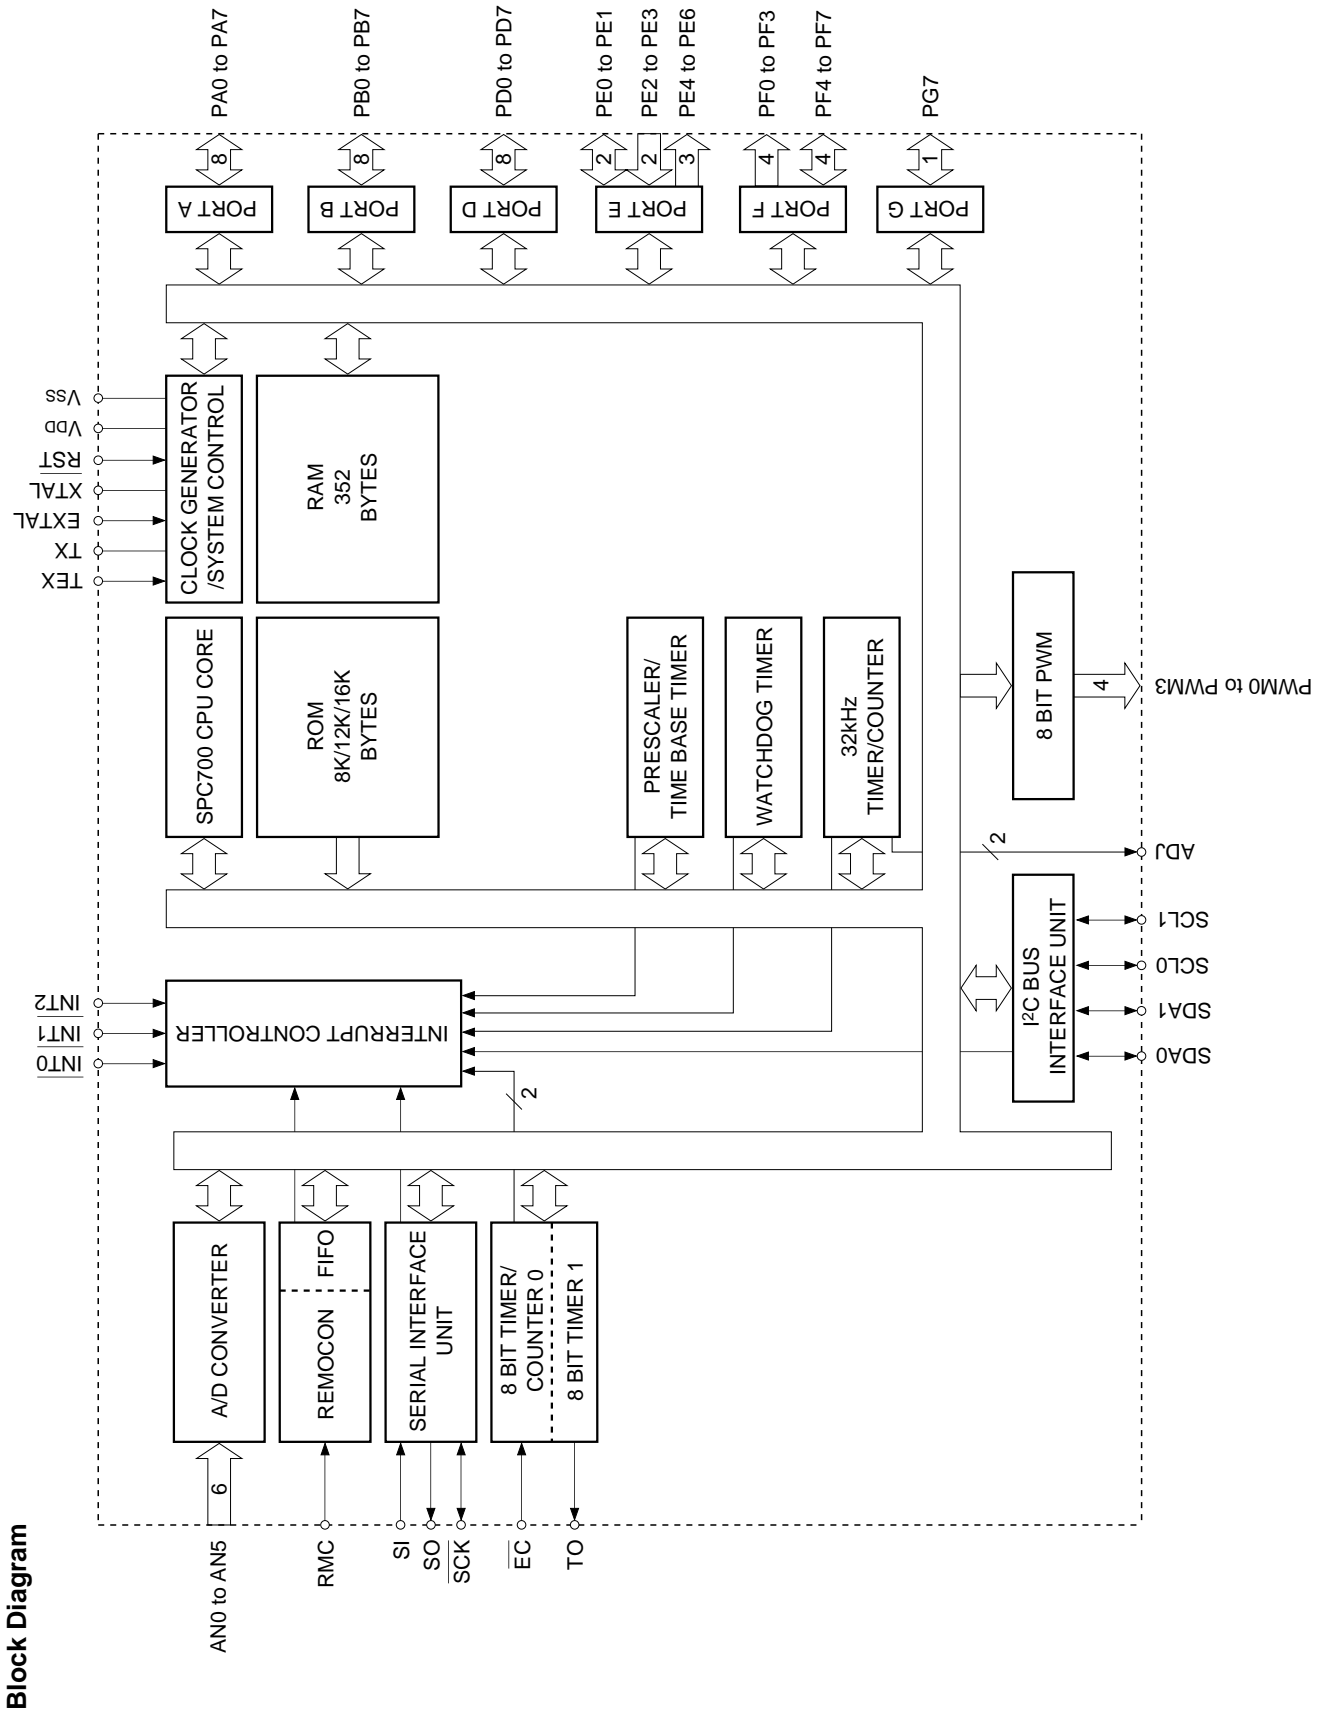 Block Diagram
AN0 to AN5
6
A/D CONVERTER
RMC
REMOCON
FIFO
SI
SO
SCK
SERIAL INTERFACE
UNIT
EC
TO
8 BIT TIMER/
COUNTER 0
8 BIT TIMER 1
2
INT0
INT1
INT2
INTERRUPT CONTROLLER
SPC700 CPU CORE
ROM
8K/12K/16K
BYTES
PRESCALER/
TIME BASE TIMER
WATCHDOG TIMER
32kHz
TIMER/COUNTER
TEX
TX
EXTAL
XTAL
RST
VDD
VSS
CLOCK GENERATOR
/SYSTEM CONTROL
RAM
352
BYTES
PORT A
8
PA0 to PA7
PORT B
8
PB0 to PB7
PORT D
8
PD0 to PD7
PORT E
2
PE0 to PE1
2
PE2 to PE3
3
PE4 to PE6
PORT F
4
PF0 to PF3
4
PF4 to PF7
PORT G
1
PG7
I2C BUS
INTERFACE UNIT
SDA0
SDA1
SCL0
SCL1
2
ADJ
8 BIT PWM
4
PWM0 to PWM3